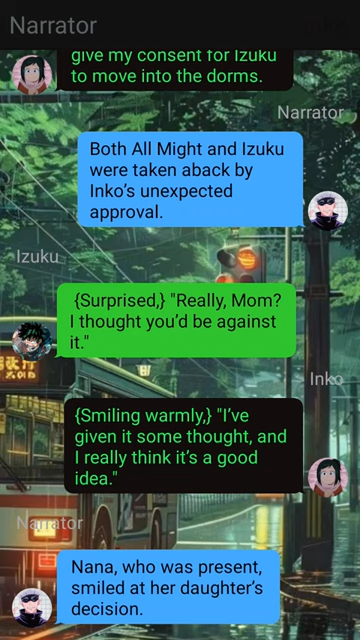 Narrator
Inko
give my consent for Izuku
to move into the dorms.
Narrator
Both All Might and Izuku
were taken aback by
Inko’s unexpected
approval.
Izuku
{Surprised,} "Really, Mom?
I thought you’d be against
it."
Inko
{Smiling warmly,} "I’ve
given it some thought, and
I really think it’s a good
idea."
Narrator
Nana, who was present,
smiled at her daughter’s
decision.